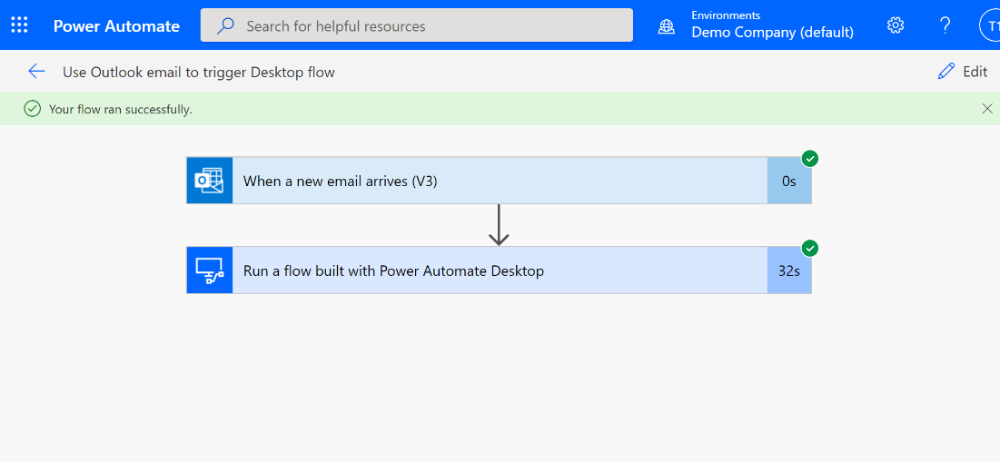 Power Automate
Search for helpful resources
Environments
Demo Company (default)
?
T1
Use Outlook email to trigger Desktop flow
Edit
Your flow ran successfully.
When a new email arrives (V3)
0s
Run a flow built with Power Automate Desktop
32s